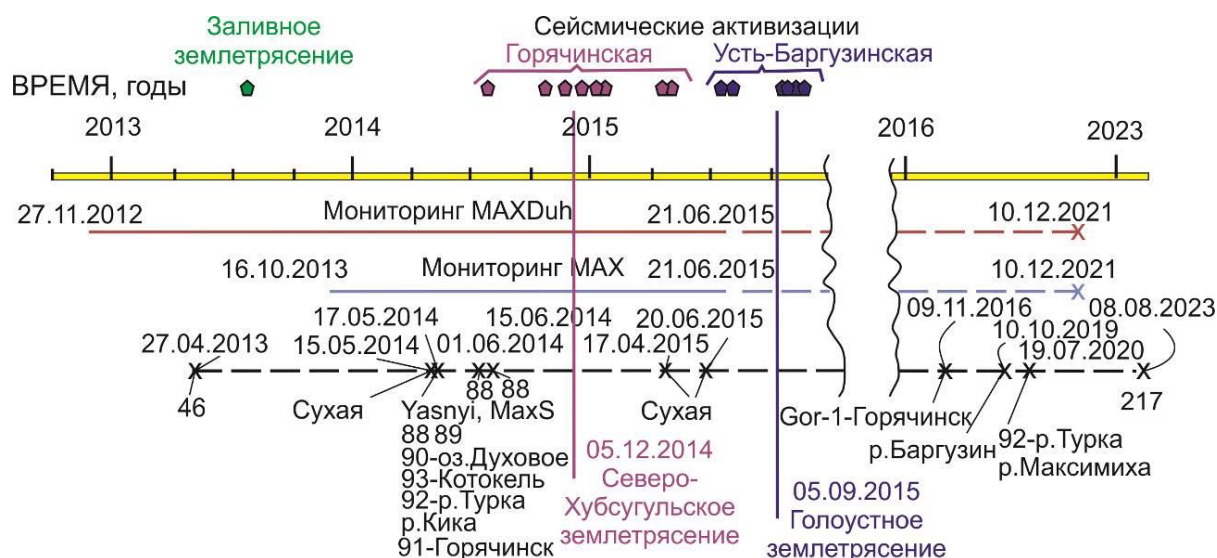 Заливное
землетрясение
Сейсмические активизации
Горячинская
Усть-Баргузинская
ВРЕМЯ, годы
2013
2014
2015
2016
2023
27.11.2012
Мониторинг MAXDuh
21.06.2015
10.12.2021
16.10.2013
Мониторинг MAX
21.06.2015
10.12.2021
17.05.2014
15.06.2014
20.06.2015
09.11.2016
08.08.2023
10.10.2019
27.04.2013
15.05.2014
01.06.2014
17.04.2015
19.07.2020
46
Сухая
88
88
Сухая
217
Yasnyi, MaxS
88 89
90-оз.Духовое
93-Котокель
92-р.Турка
р.Кика
91-Горячинск
Gor-1-Горячинск
р.Баргузин
92-р.Турка
р.Максимиха
05.12.2014
Северо-
Хубсугульское
землетрясение
05.09.2015
Голоустное
землетрясение